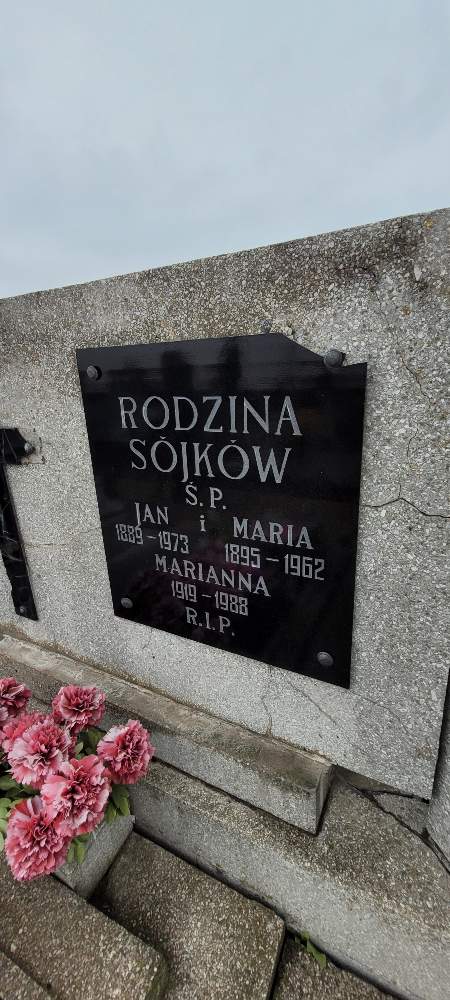 RODZINA
SÓJKÓW
Ś.P.
JAN i MARIA
1889-1973 1895-1962
MARIANNA
1919-1988
R.I.P.